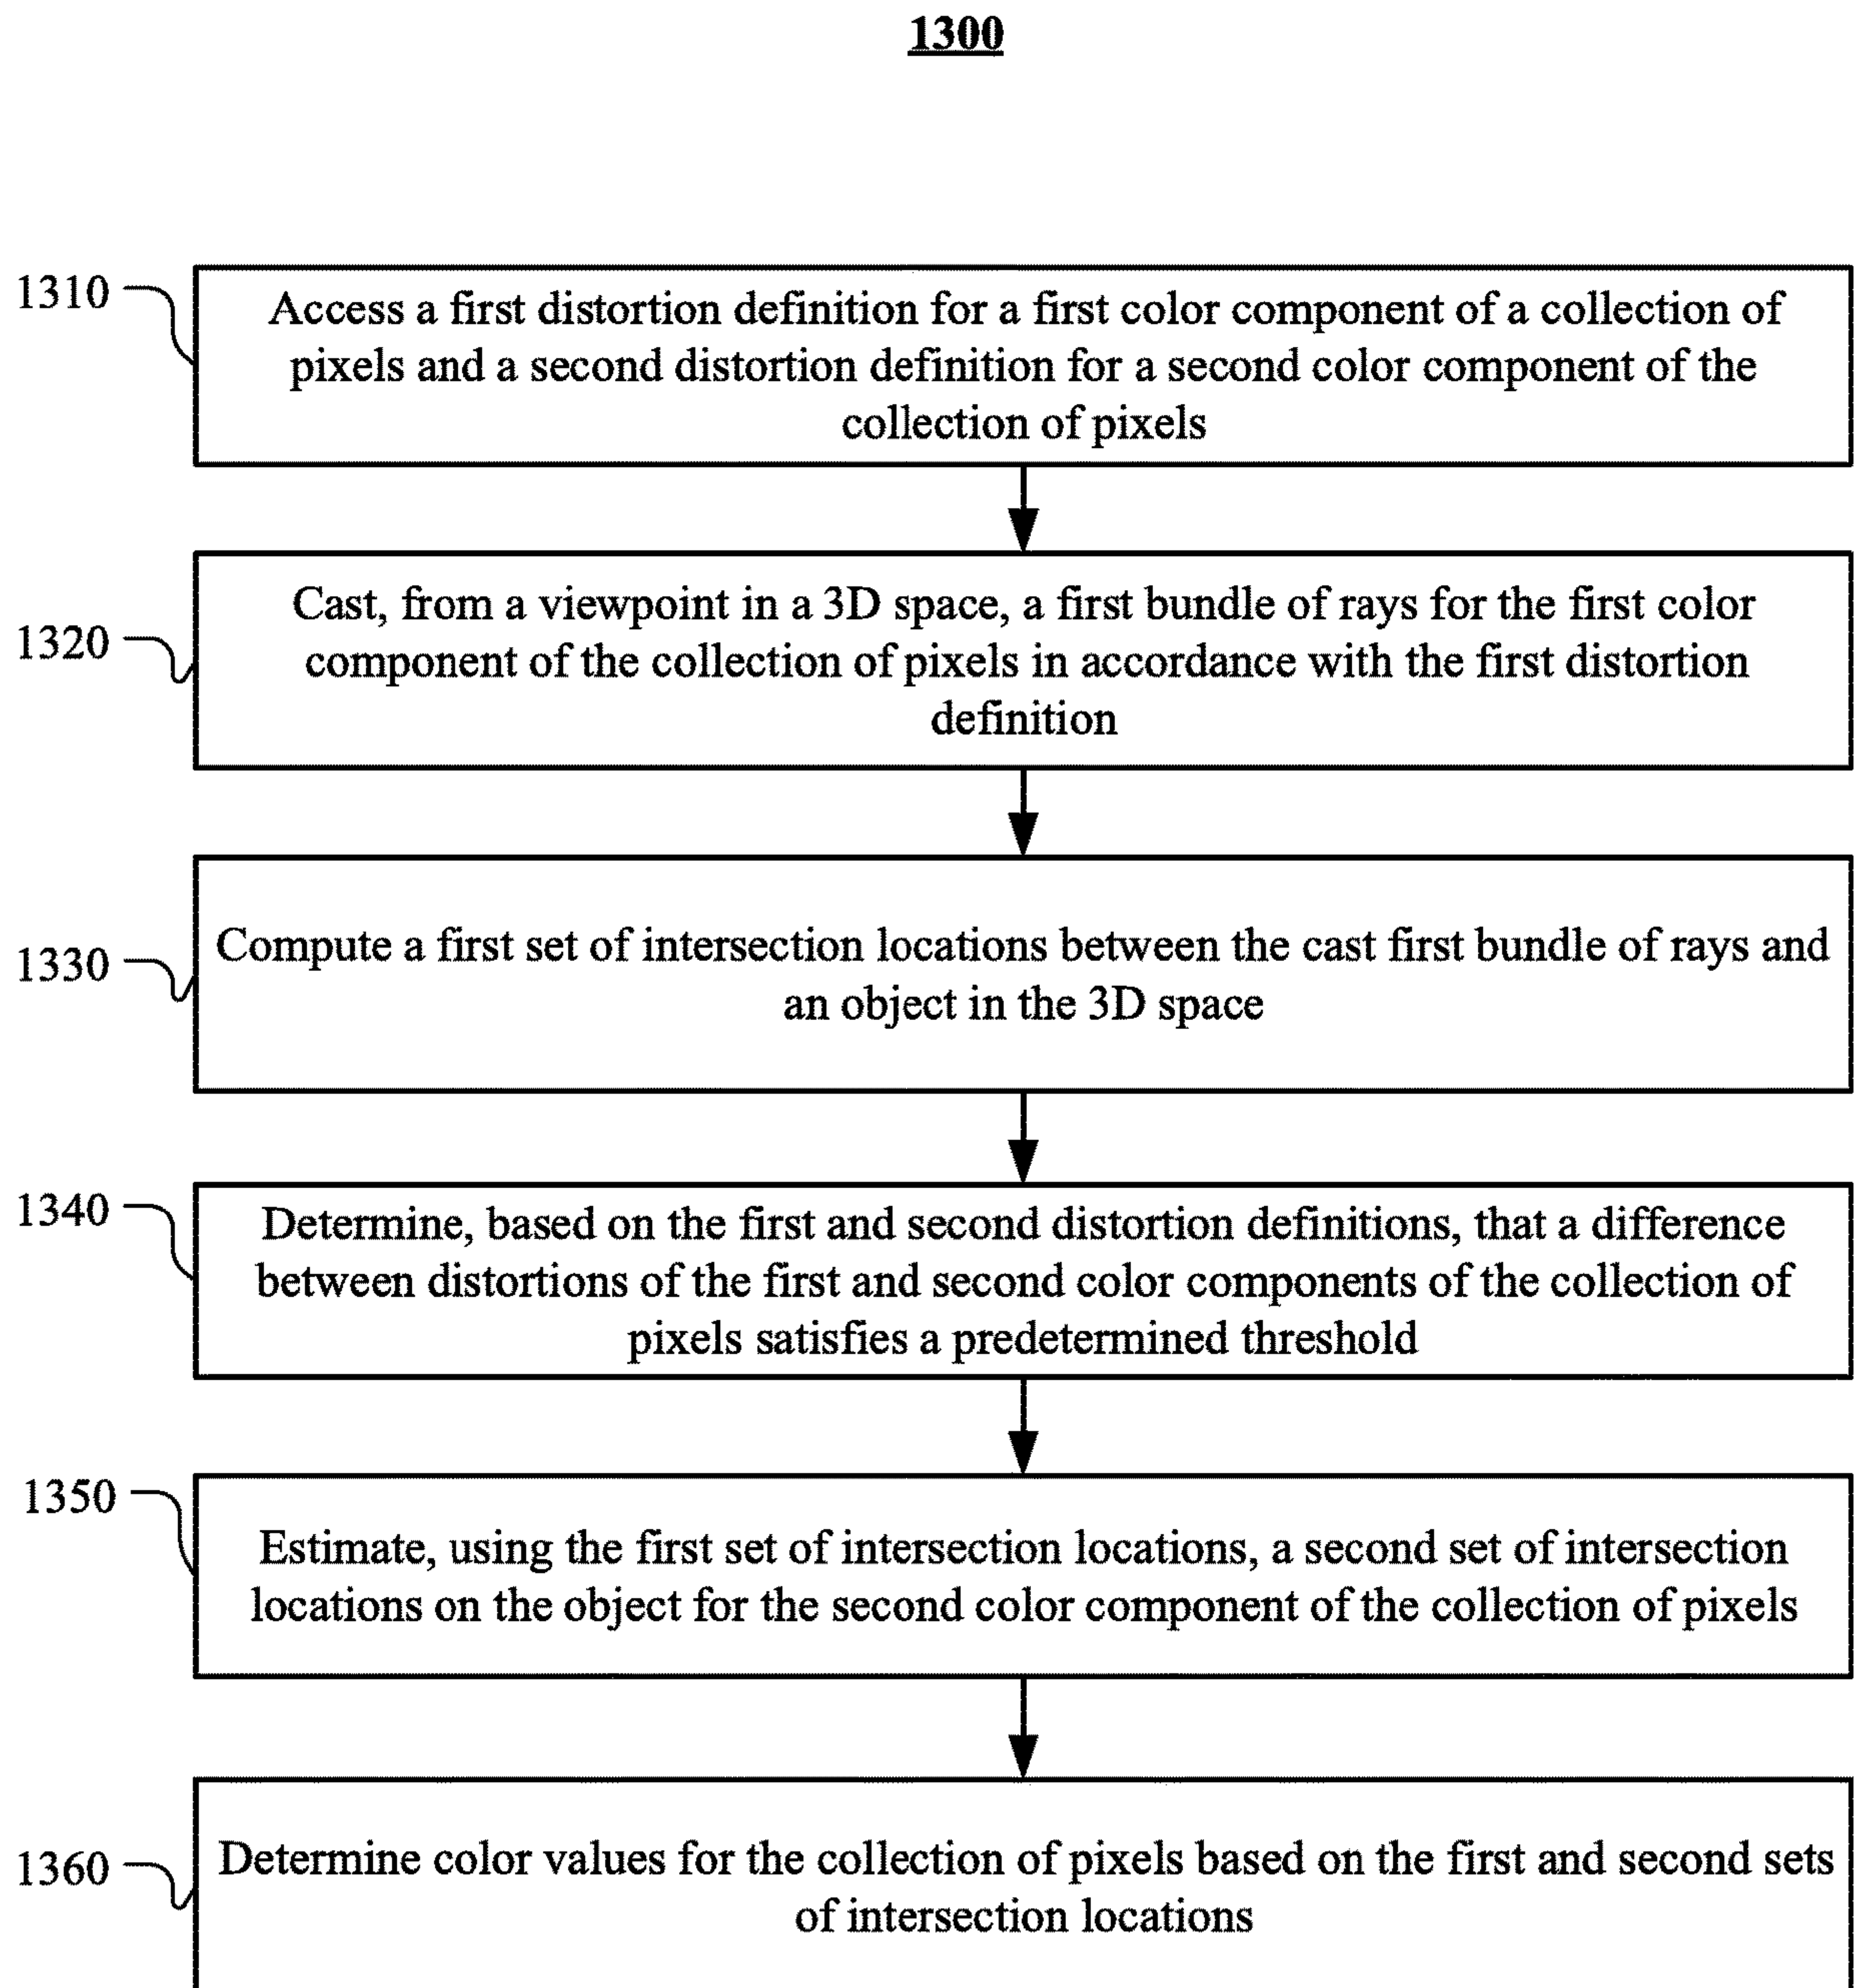 1300
1310
Access a first distortion definition for a first color component of a collection of
pixels and a second distortion definition for a second color component of the
collection of pixels
1320
Cast, from a viewpoint in a 3D space, a first bundle of rays for the first color
component of the collection of pixels in accordance with the first distortion
definition
1330
Compute a first set of intersection locations between the cast first bundle of rays and
an object in the 3D space
1340
Determine, based on the first and second distortion definitions, that a difference
between distortions of the first and second color components of the collection of
pixels satisfies a predetermined threshold
1350
Estimate, using the first set of intersection locations, a second set of intersection
locations on the object for the second color component of the collection of pixels
1360
Determine color values for the collection of pixels based on the first and second sets
of intersection locations